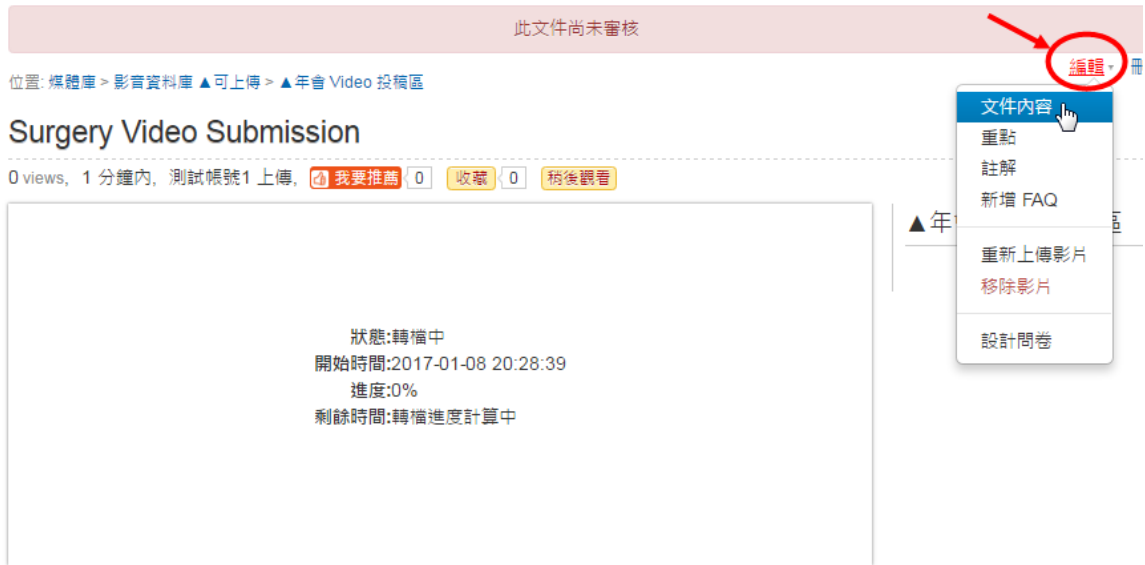 此文件尚未審核
編輯
位置: 媒體庫 > 影音資料庫 ▲可上傳 > ▲年會 Video 投稿區
Surgery Video Submission
0 views, 1 分鐘內, 測試帳號1 上傳, 我要推薦 0 收藏 0 稍後觀看
文件內容
重點
註解
新增 FAQ
重新上傳影片
移除影片
設計問卷
▲年
區
狀態:轉檔中
開始時間:2017-01-08 20:28:39
進度:0%
剩餘時間:轉檔進度計算中